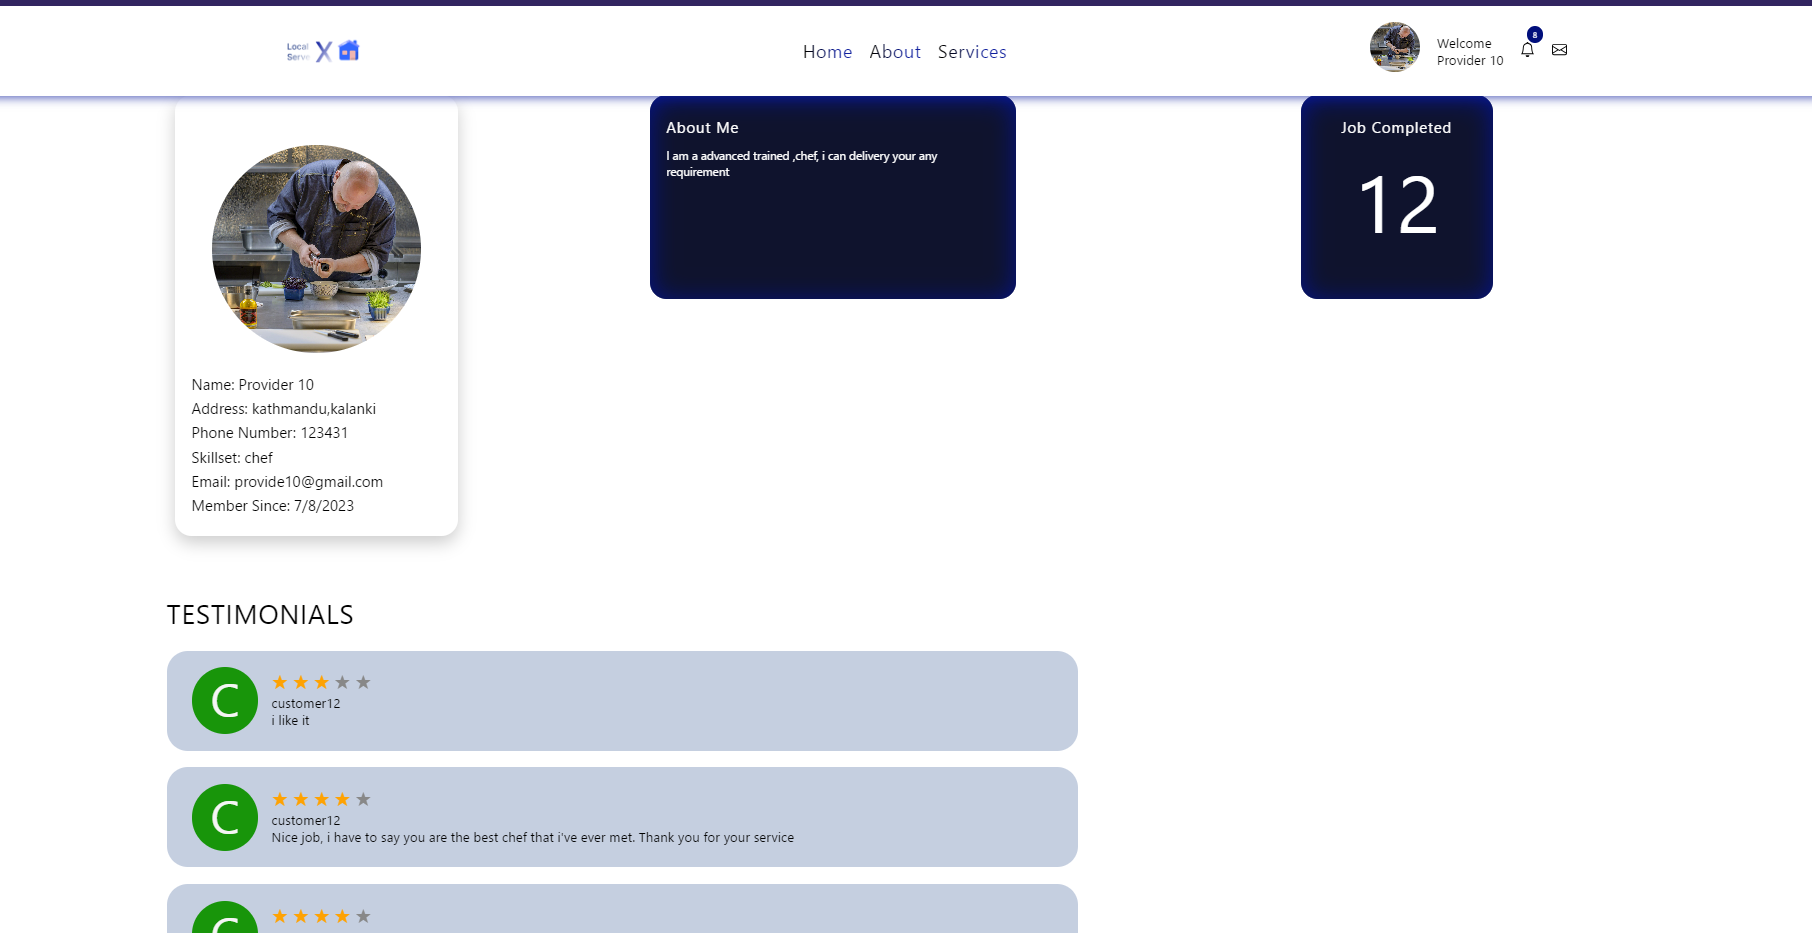 Local
Serve X
Home About Services
8
Welcome
Provider 10
About Me
I am a advanced trained ,chef, i can delivery your any
requirement
Job Completed
12
Name: Provider 10
Address: kathmandu,kalanki
Phone Number: 123431
Skillset: chef
Email: provide10@gmail.com
Member Since: 7/8/2023
TESTIMONIALS
C
customer12
i like it
C
customer12
Nice job, i have to say you are the best chef that i've ever met. Thank you for your service
C